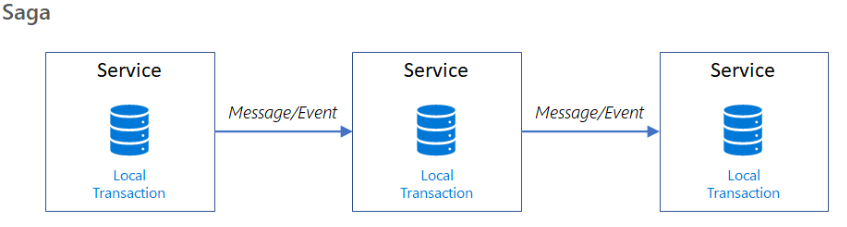 Saga
Service
Message/Event
Service
Message/Event
Service
Local
Transaction
Local
Transaction
Local
Transaction